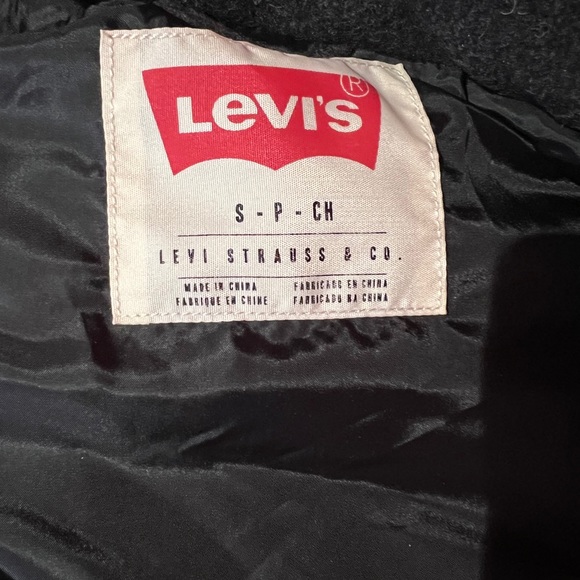 LEVI'S ®
S - P - CH
LEVI STRAUSS & CO.
MADE IN CHINA FABRICADO EN CHINA
FABRIQUE EN CHINE FABRICADO NA CHINA